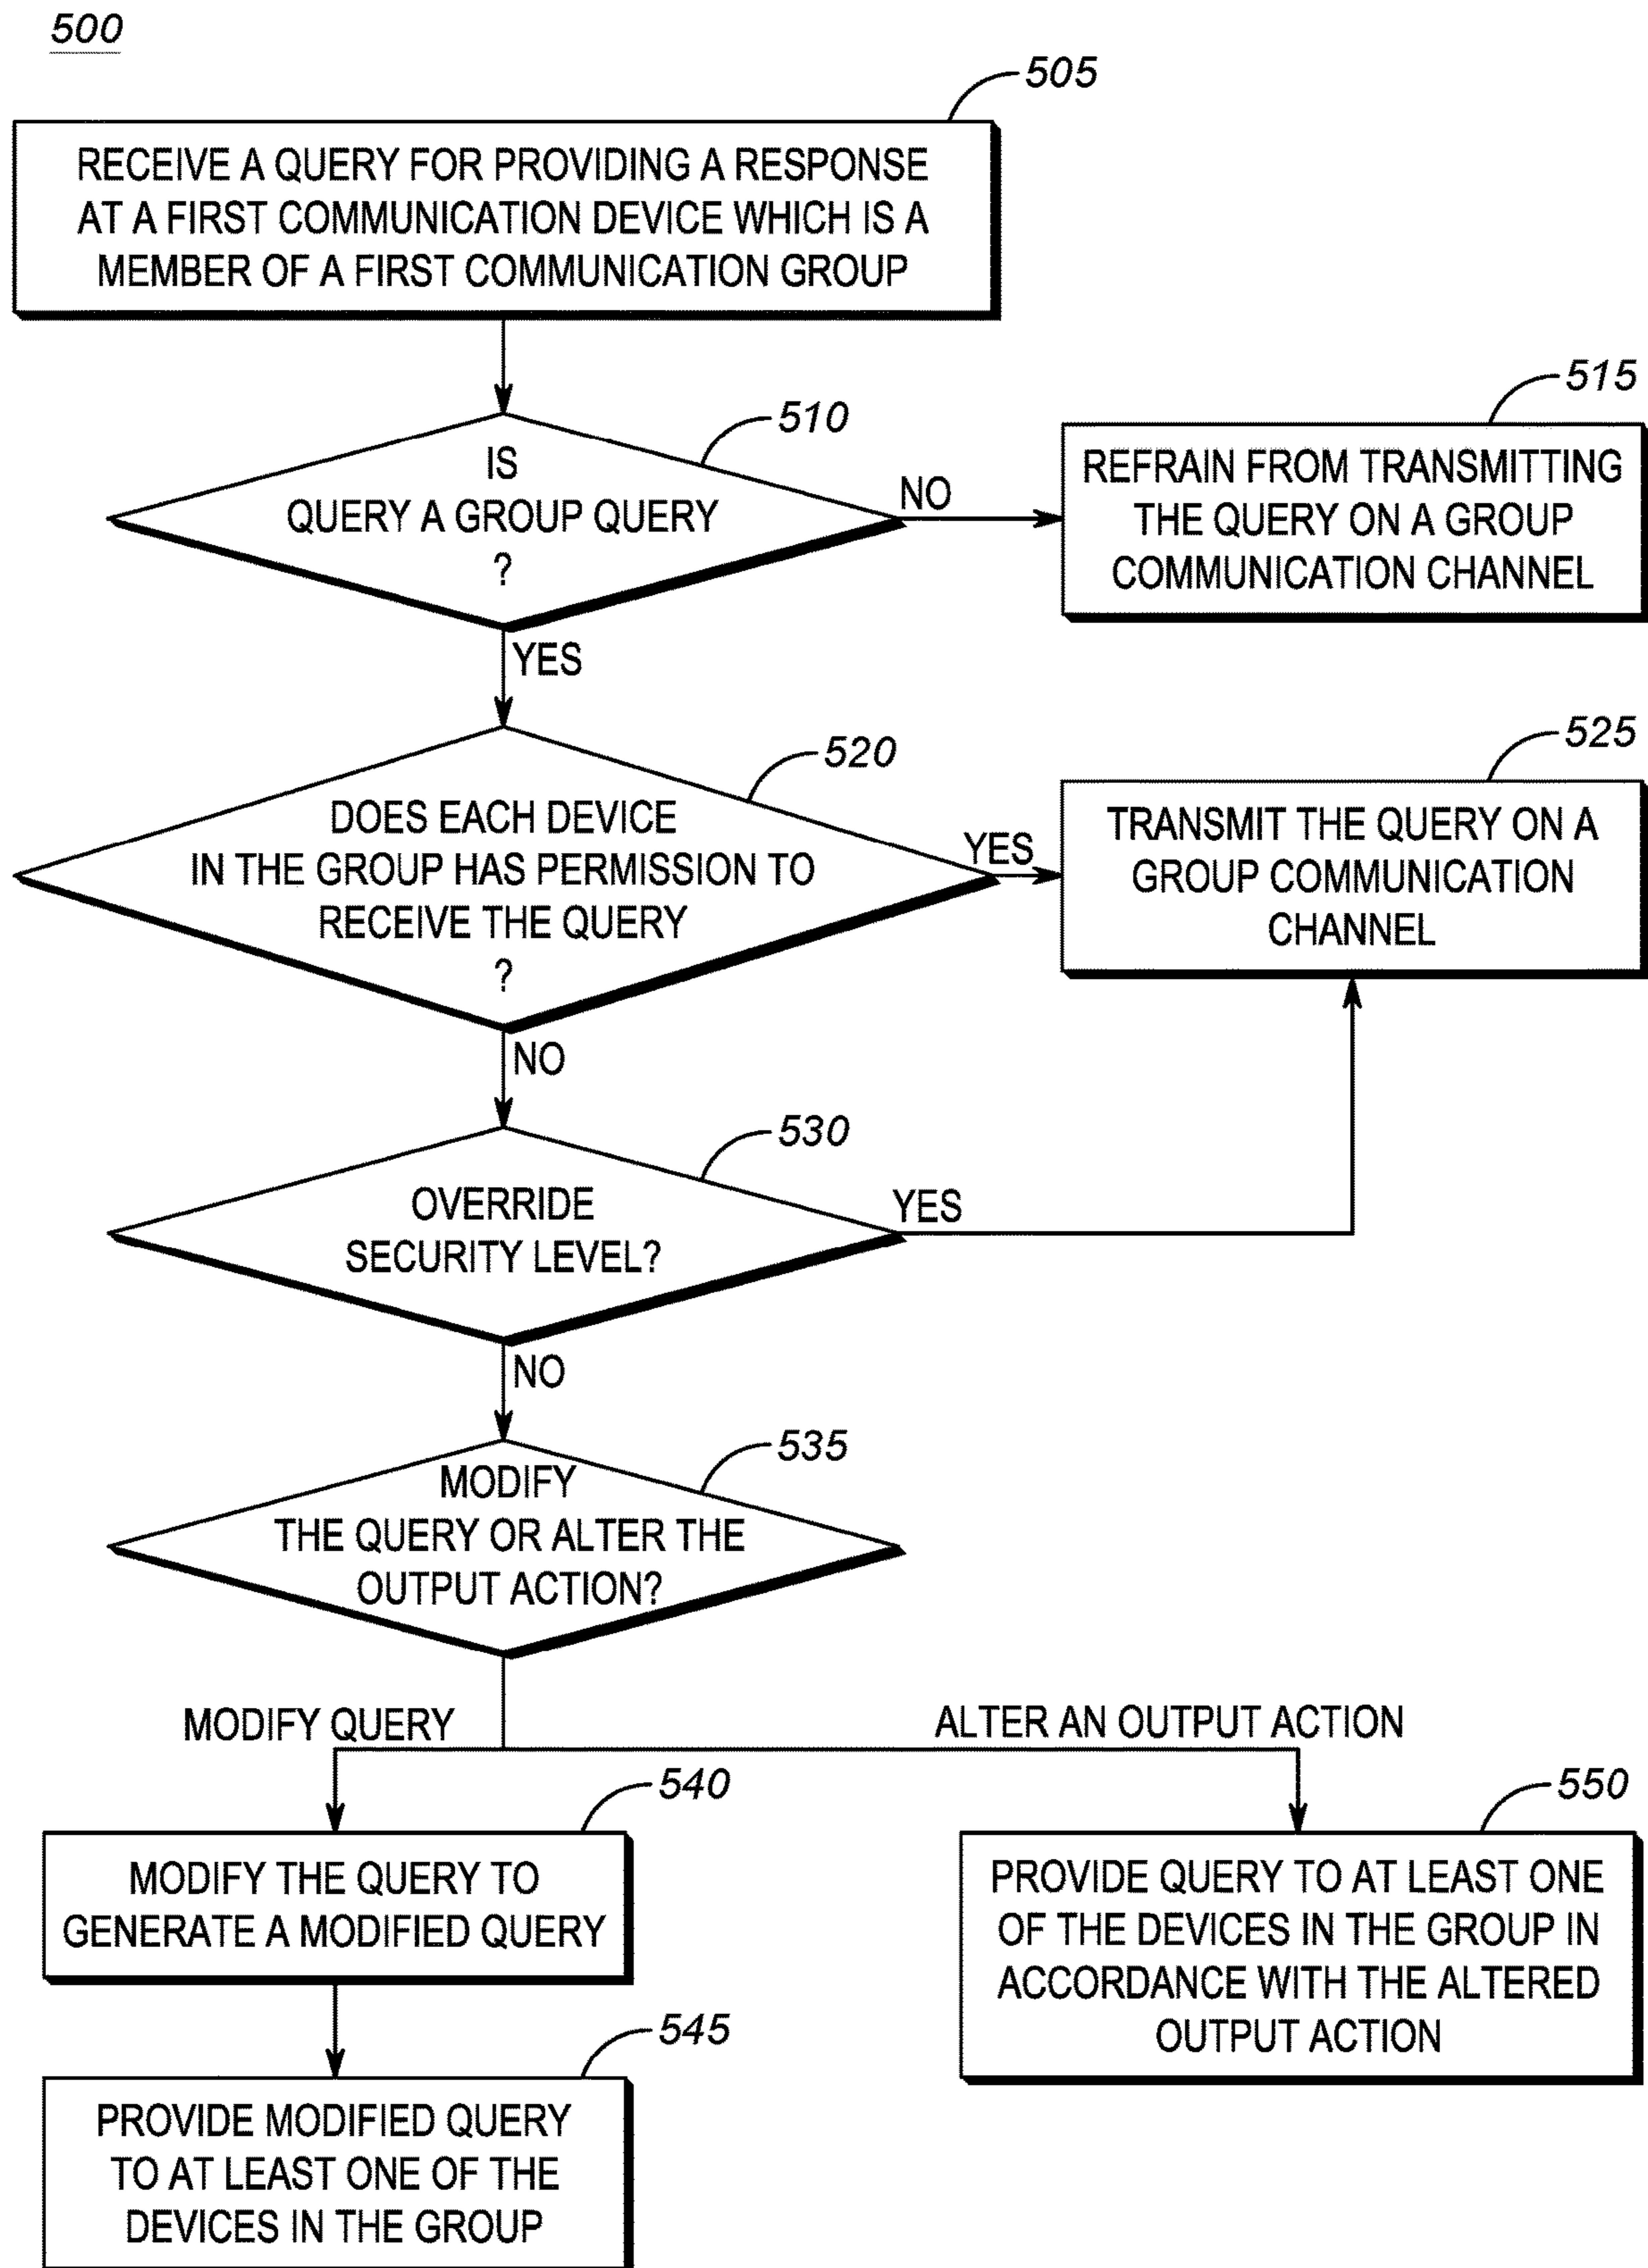 500
505
RECEIVE A QUERY FOR PROVIDING A RESPONSE
AT A FIRST COMMUNICATION DEVICE WHICH IS A
MEMBER OF A FIRST COMMUNICATION GROUP
510
IS
QUERY A GROUP QUERY
?
NO
515
REFRAIN FROM TRANSMITTING
THE QUERY ON A GROUP
COMMUNICATION CHANNEL
YES
520
DOES EACH DEVICE
IN THE GROUP HAS PERMISSION TO
RECEIVE THE QUERY
?
YES
525
TRANSMIT THE QUERY ON A
GROUP COMMUNICATION
CHANNEL
NO
530
OVERRIDE
SECURITY LEVEL?
YES
NO
535
MODIFY
THE QUERY OR ALTER THE
OUTPUT ACTION?
MODIFY QUERY
ALTER AN OUTPUT ACTION
540
MODIFY THE QUERY TO
GENERATE A MODIFIED QUERY
550
PROVIDE QUERY TO AT LEAST ONE
OF THE DEVICES IN THE GROUP IN
ACCORDANCE WITH THE ALTERED
OUTPUT ACTION
545
PROVIDE MODIFIED QUERY
TO AT LEAST ONE OF THE
DEVICES IN THE GROUP